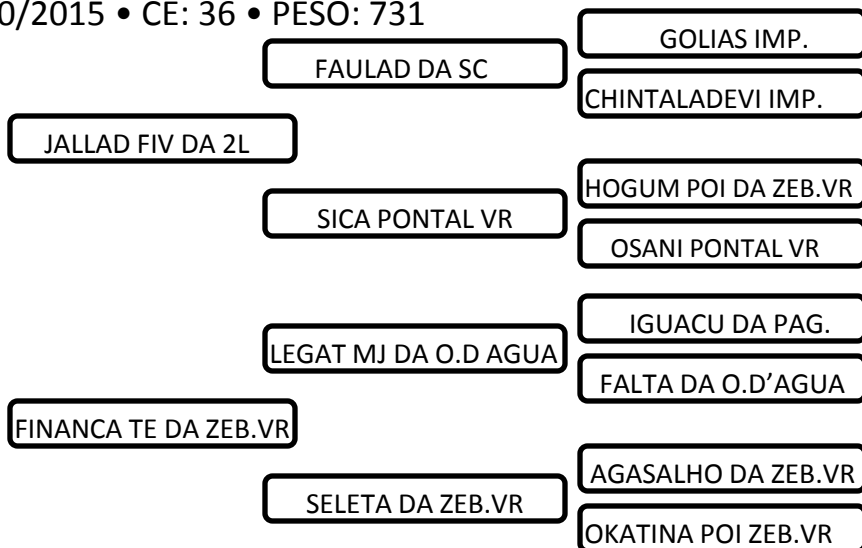 0/2015 • CE: 36 • PESO: 731
GOLIAS IMP.
FAULAD DA SC
CHINTALADEVI IMP.
JALLAD FIV DA 2L
HOGUM POI DA ZEB.VR
SICA PONTAL VR
OSANI PONTAL VR
IGUACU DA PAG.
LEGAT MJ DA O.D AGUA
FALTA DA O.D’AGUA
FINANCA TE DA ZEB.VR
AGASALHO DA ZEB.VR
SELETA DA ZEB.VR
OKATINA POI ZEB.VR